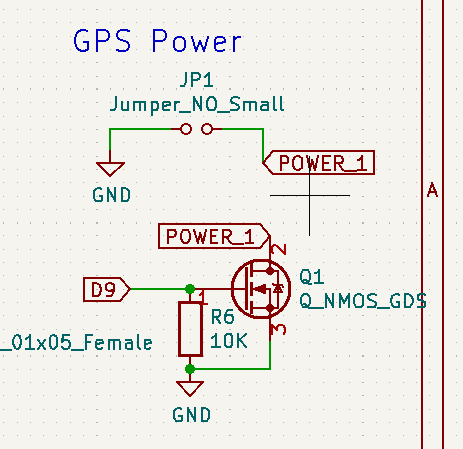 GPS Power
JP1
Jumper_NO_Small
POWER_1
GND
A
POWER_1
2
D9
1
Q1
Q_NMOS_GDS
R6
10K
3
_01x05_Female
GND